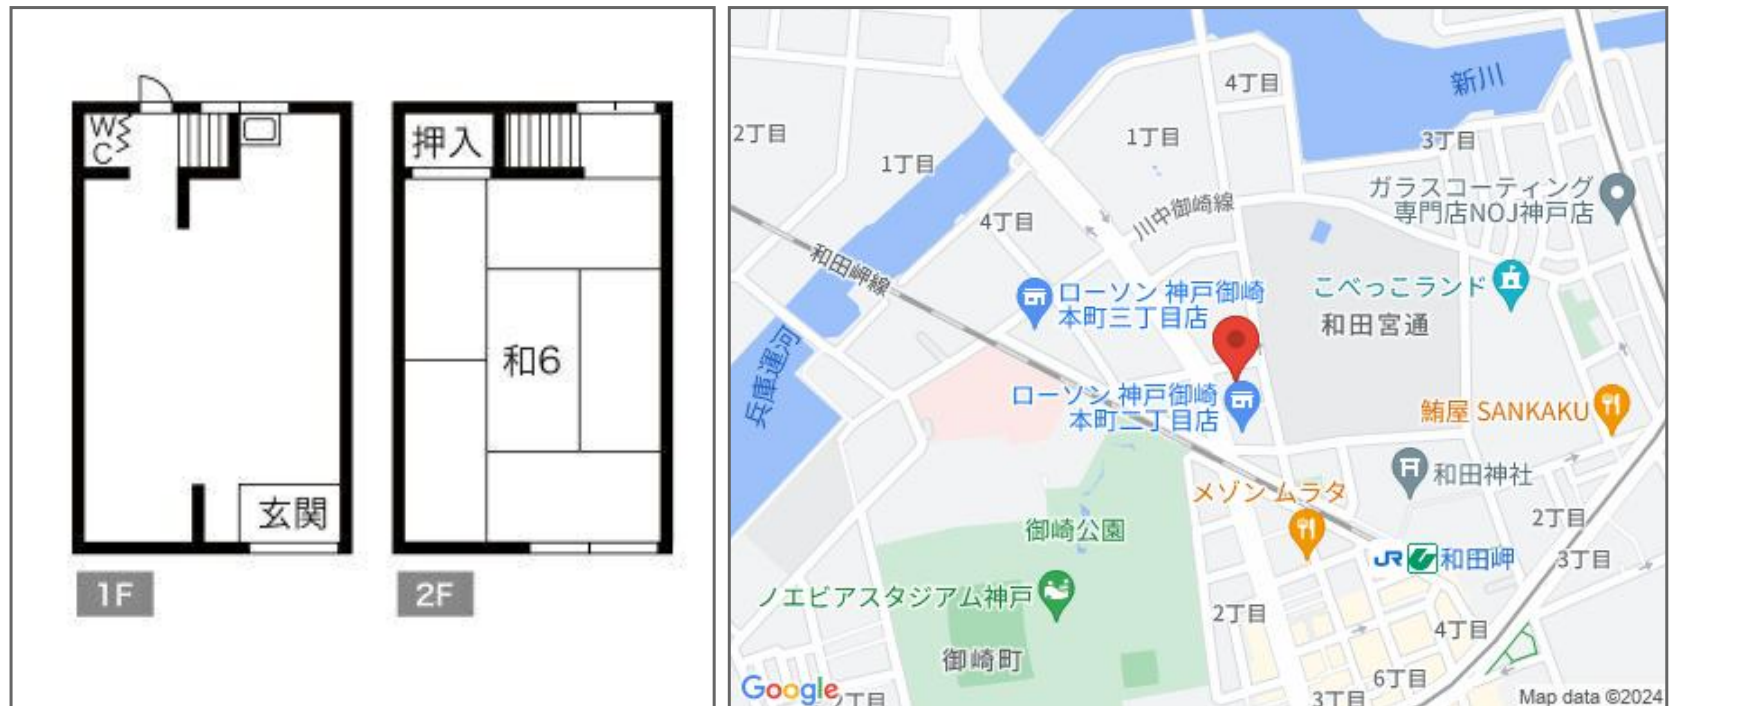 W
C
玄関
1F
押入
和6
2F
4丁目
新川
2丁目
1丁目
1丁目
3丁目
ガラスコーティング
専門店NOJ神戸店
4丁目
川中御崎線
和田岬線
ローソン 神戸御崎
本町三丁目店
こべっこランド
和田宮通
兵庫運河
ローソン 神戸御崎
本町二丁目店
鮪屋 SANKAKU
和田神社
メゾン ムラタ
2丁目
御崎公園
JR
和田岬
3丁目
ノエビアスタジアム神戸
2丁目
4丁目
御崎町
6丁目
Google
2丁目
3丁目
Map data ©2024